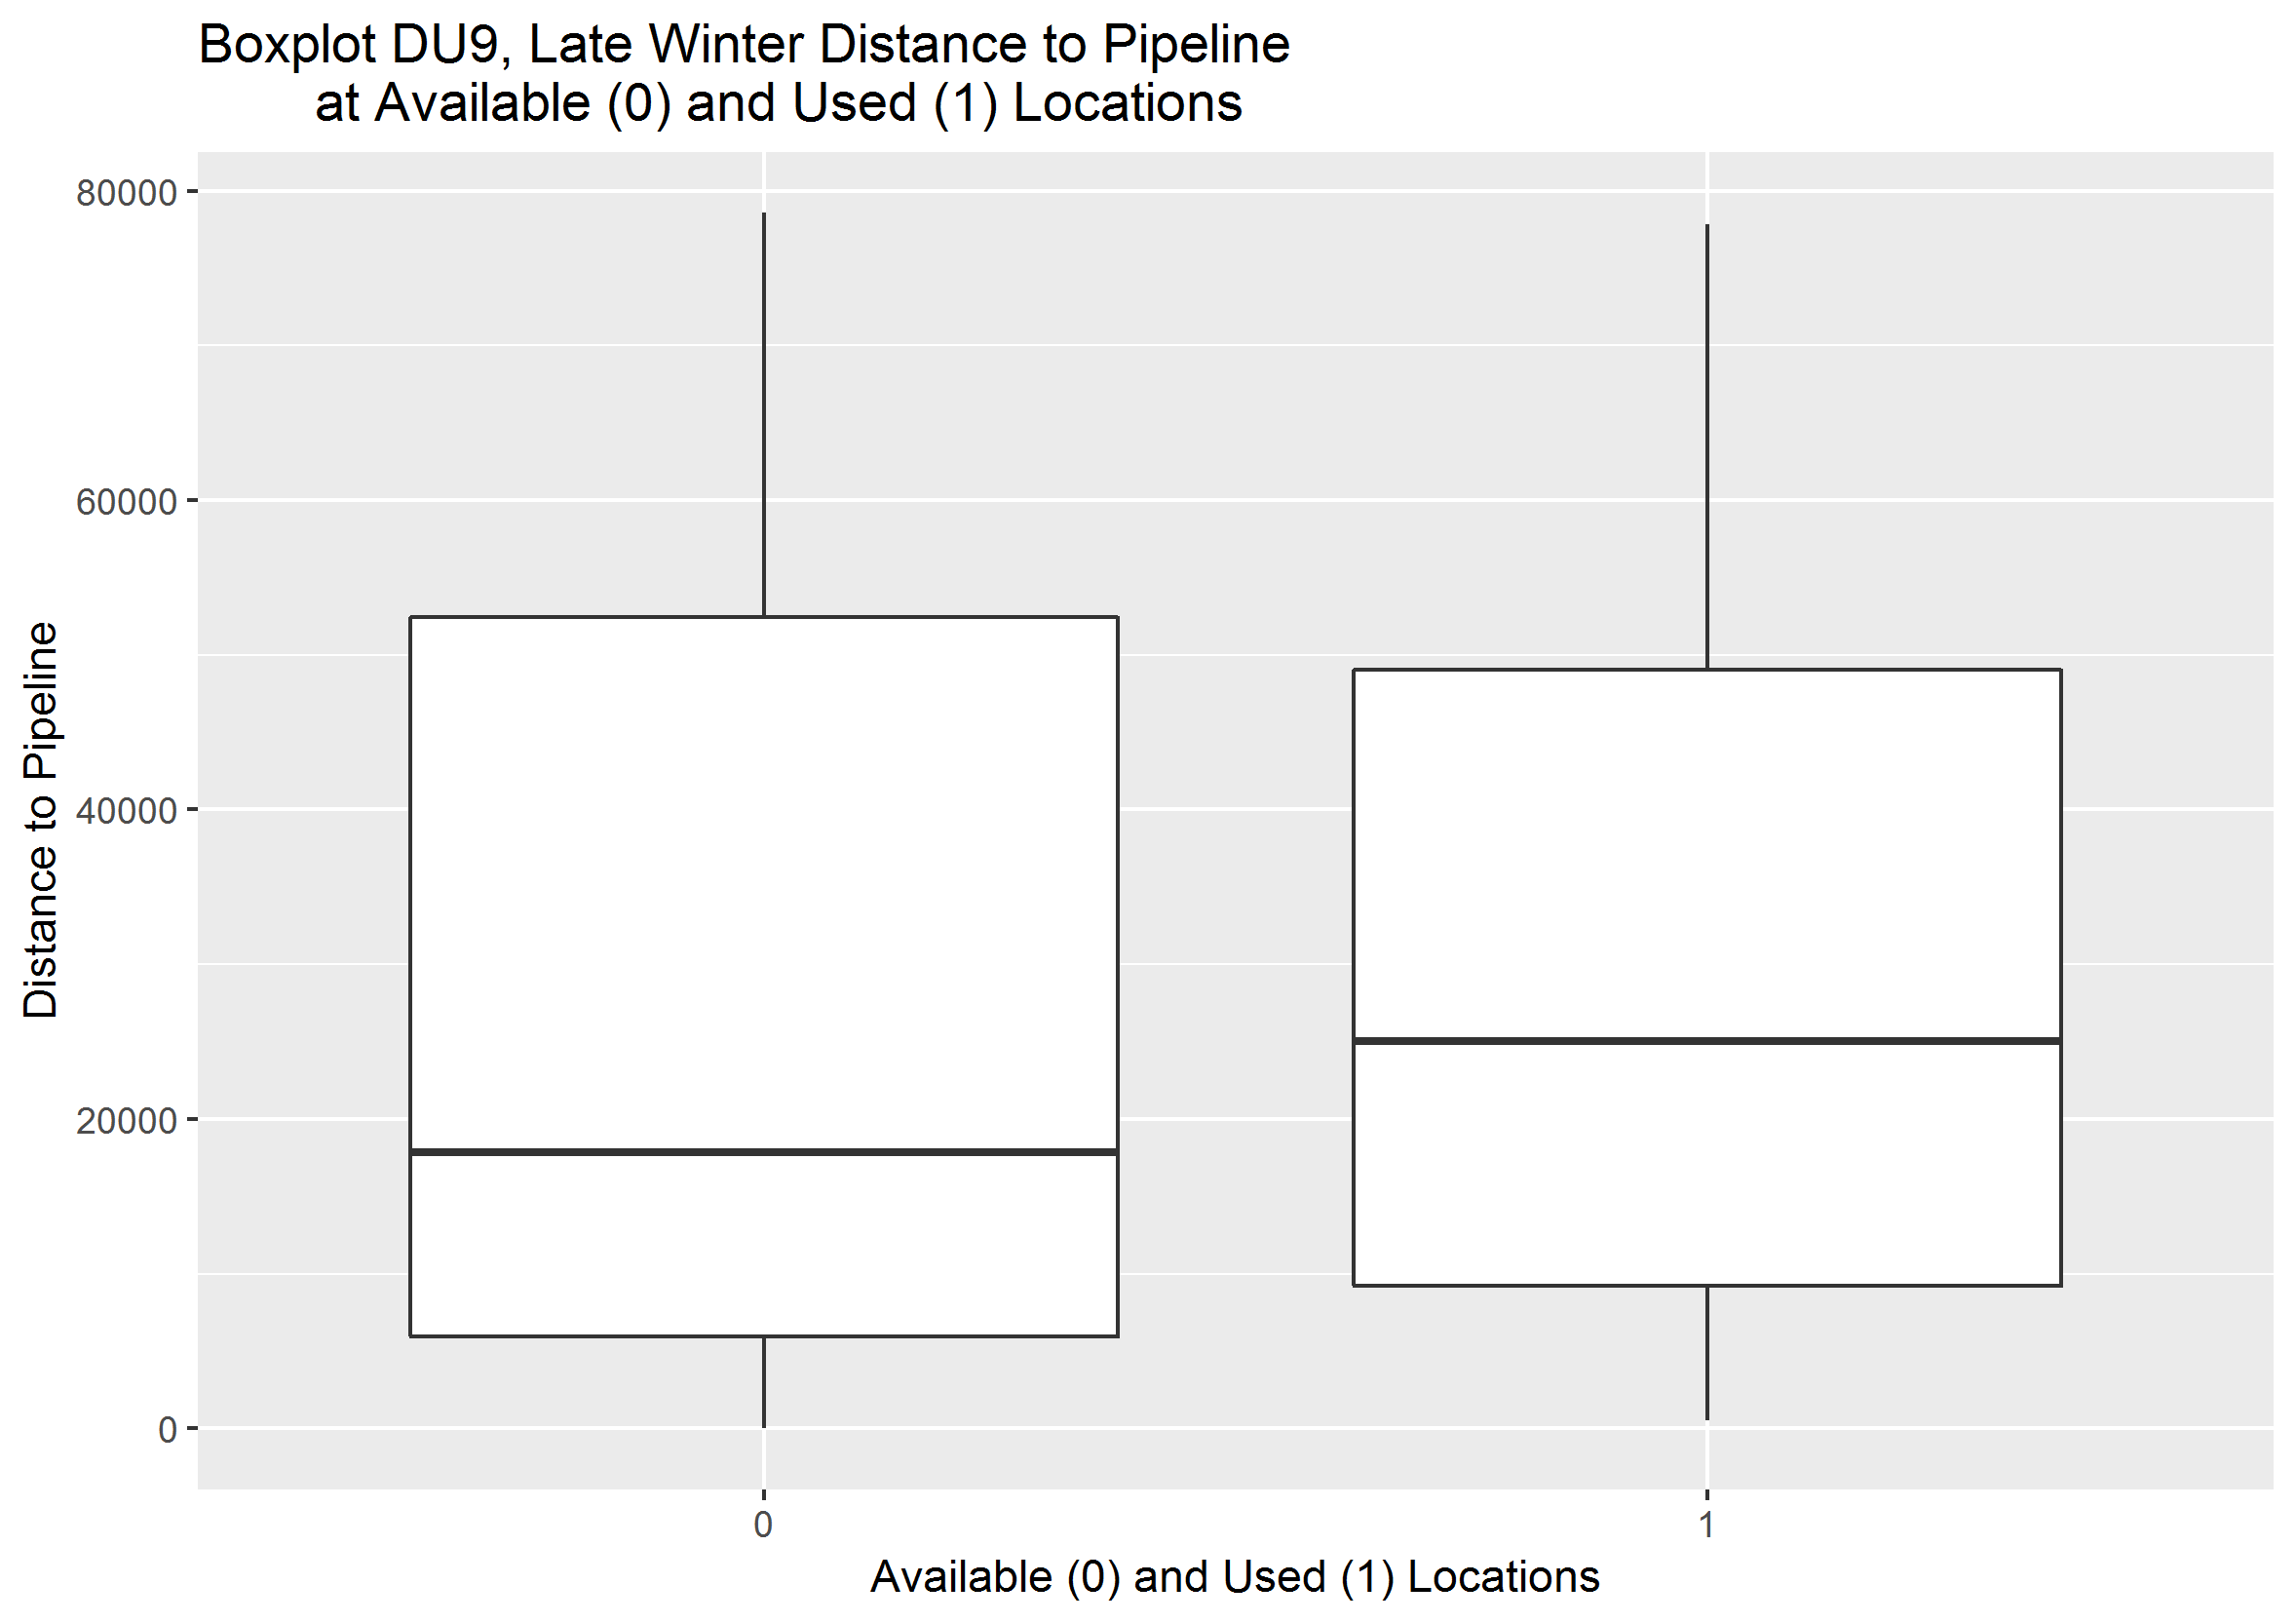 Boxplot DU9, Late Winter Distance to Pipeline
at Available (0) and Used (1) Locations
80000
60000
40000
20000
0
Distance to Pipeline
0
1
Available (0) and Used (1) Locations